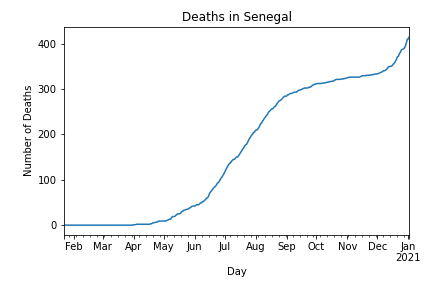 Deaths in Senegal
Number of Deaths
400
300
200
100
0
Feb Mar Apr May Jun Jul Aug Sep Oct Nov Dec Jan
2021
Day